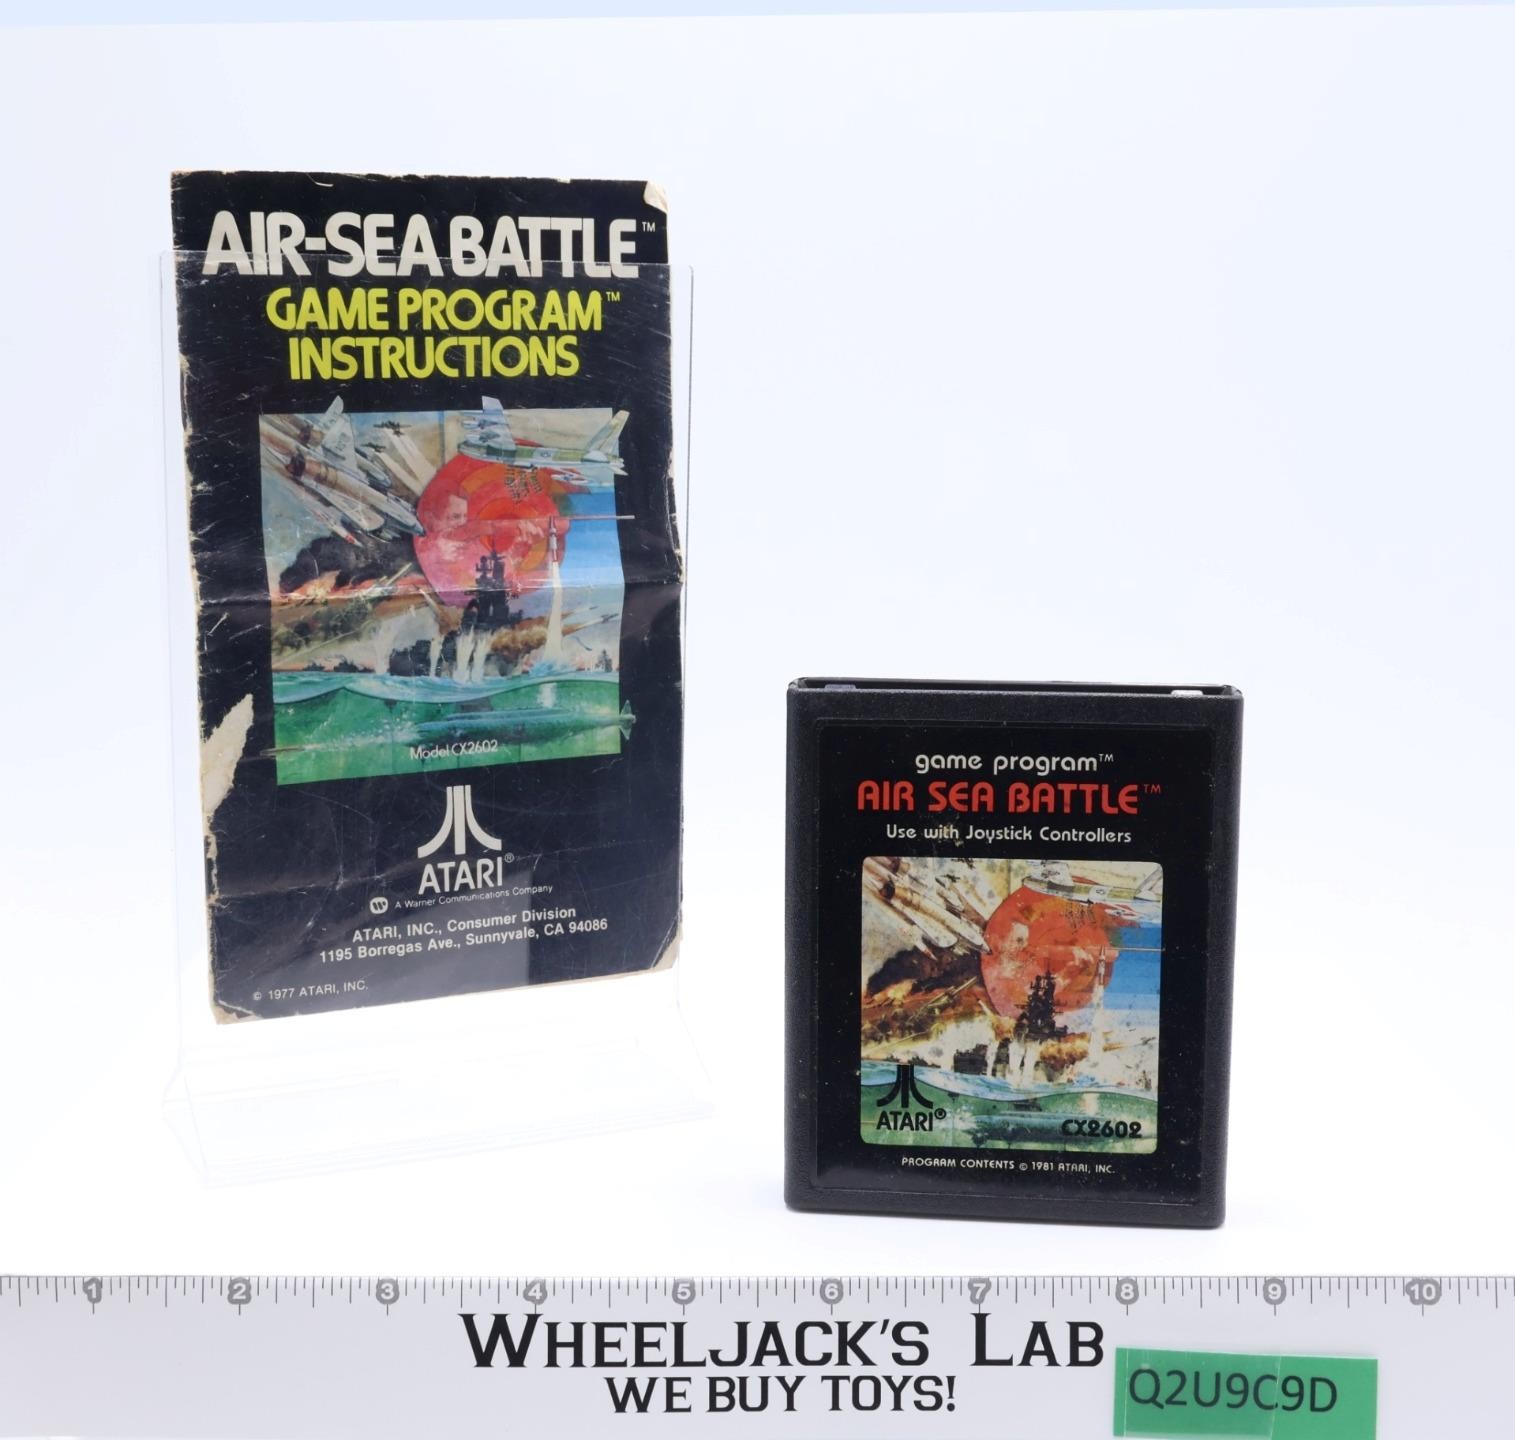 AIR-SEA BATTLE™
GAME PROGRAM™
INSTRUCTIONS
Model CX2602
ATARI®
A Warner Communications Company
ATARI, INC., Consumer Division
1195 Borregas Ave., Sunnyvale, CA 94086
© 1977 ATARI, INC.
game program™
AIR SEA BATTLE™
Use with Joystick Controllers
ATARI®
CX2602
PROGRAM CONTENTS © 1981 ATARI, INC.
1 2 3 4 5 6 7 8 9 10
WHEELJACK'S LAB
WE BUY TOYS!
Q2U9C9D